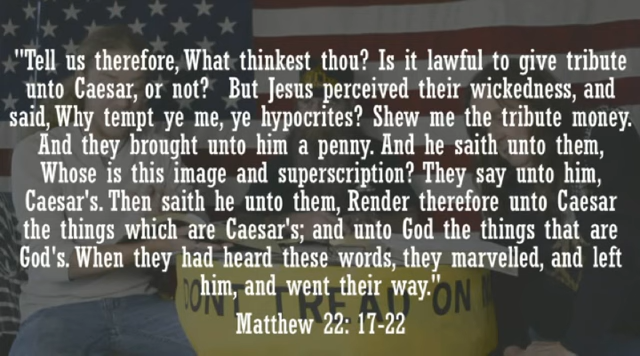 "Tell us therefore, What thinkest thou? Is it lawful to give tribute
unto Caesar, or not? But Jesus perceived their wickedness, and
said, Why tempt ye me, ye hypocrites? Shew me the tribute money.
And they brought unto him a penny. And he saith unto them,
Whose is this image and superscription? They say unto him,
Caesar's. Then saith he unto them, Render therefore unto Caesar
the things which are Caesar's; and unto God the things that are
God's. When they had heard these words, they marvelled, and left
him, and went their way."
DONT TREAD ON
Matthew 22: 17-22